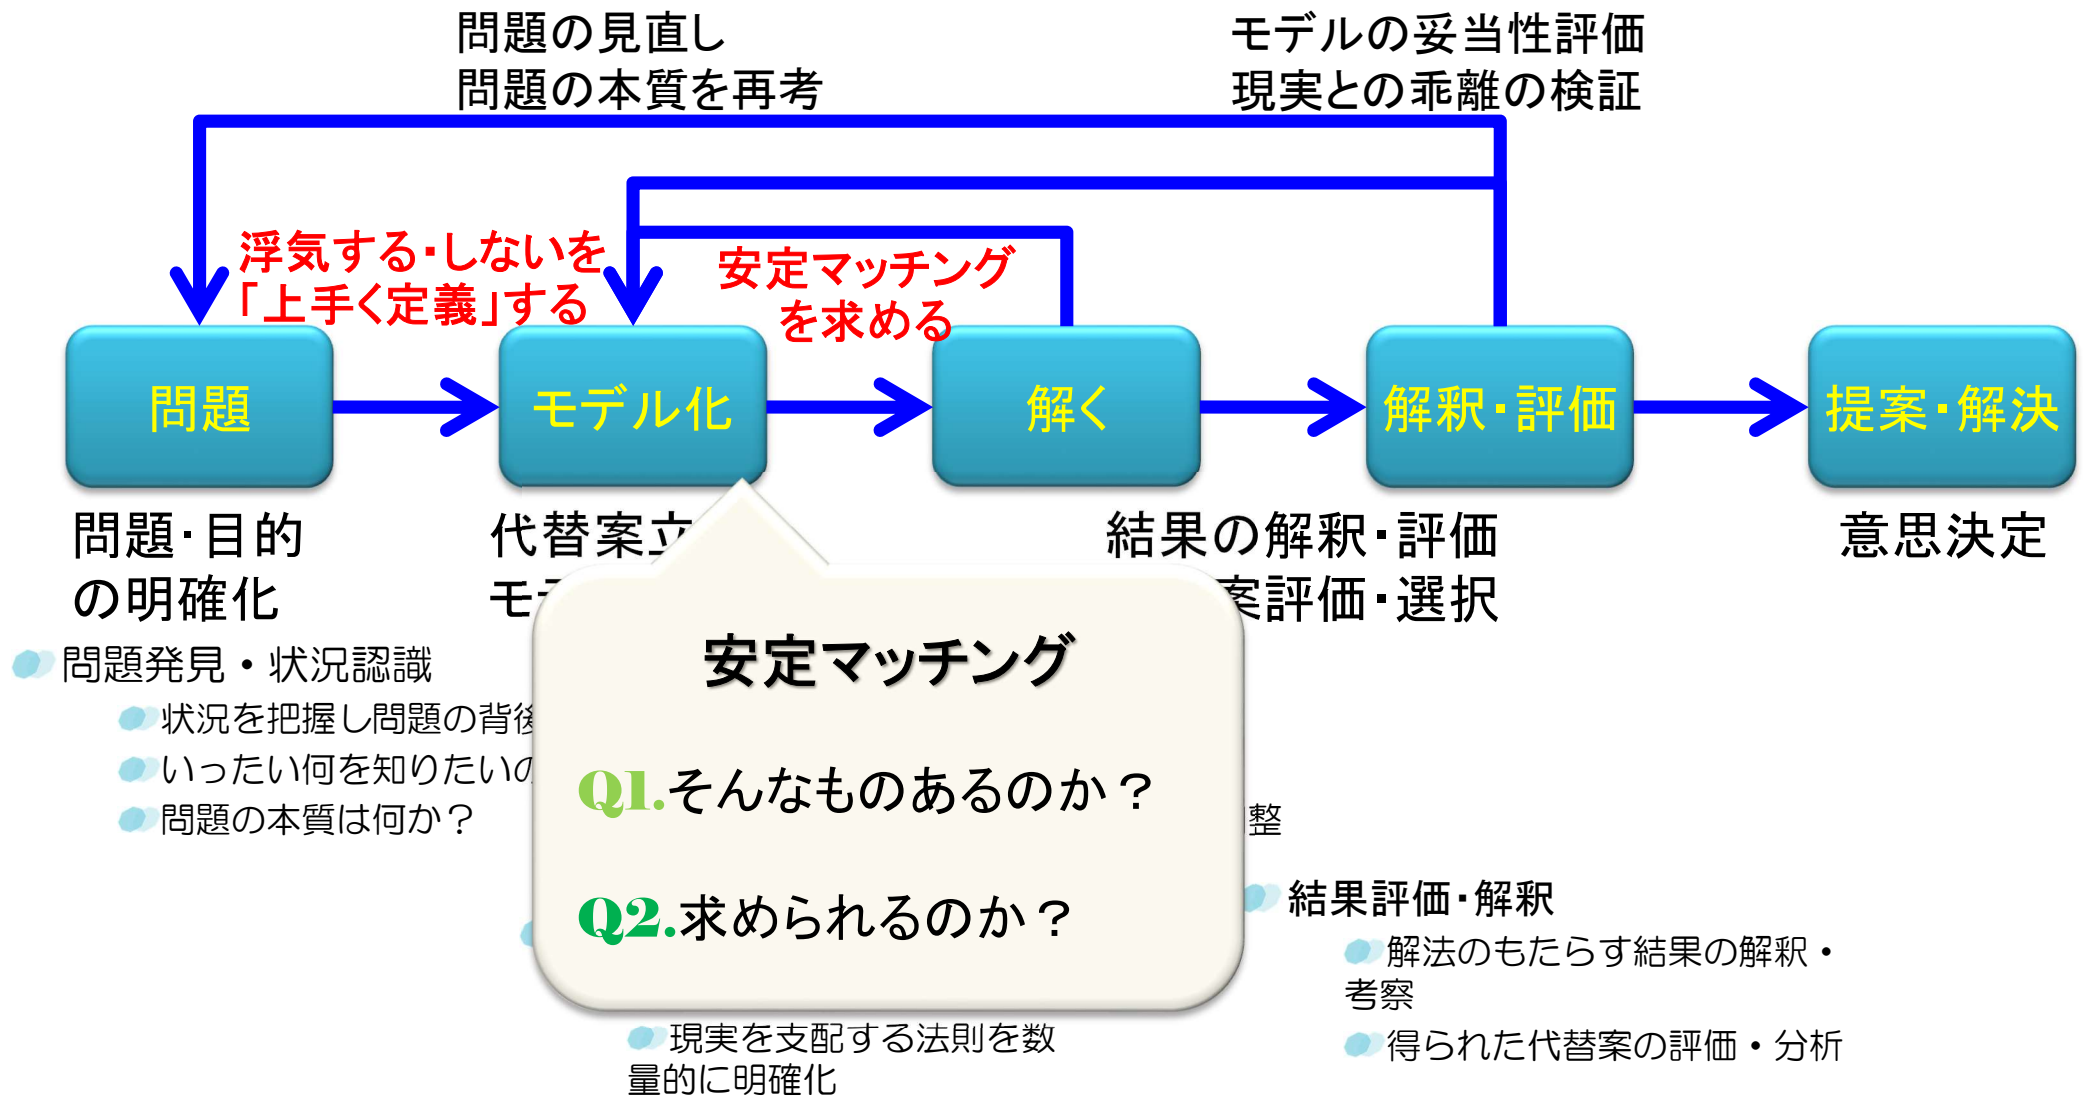 問題の見直し
問題の本質を再考
モデルの妥当性評価
現実との乖離の検証
浮気する・しないを
「上手く定義」する
安定マッチング
を求める
問題
モデル化
解く
解釈・評価
提案・解決
問題・目的
の明確化
代替案立
モデ
結果の解釈・評価
案評価・選択
意思決定
問題発見・状況認識
状況を把握し問題の背後
いったい何を知りたいの
問題の本質は何か？
安定マッチング
Q1.そんなものあるのか？
Q2.求められるのか？
整
結果評価・解釈
解法のもたらす結果の解釈・
考察
得られた代替案の評価・分析
現実を支配する法則を数
量的に明確化